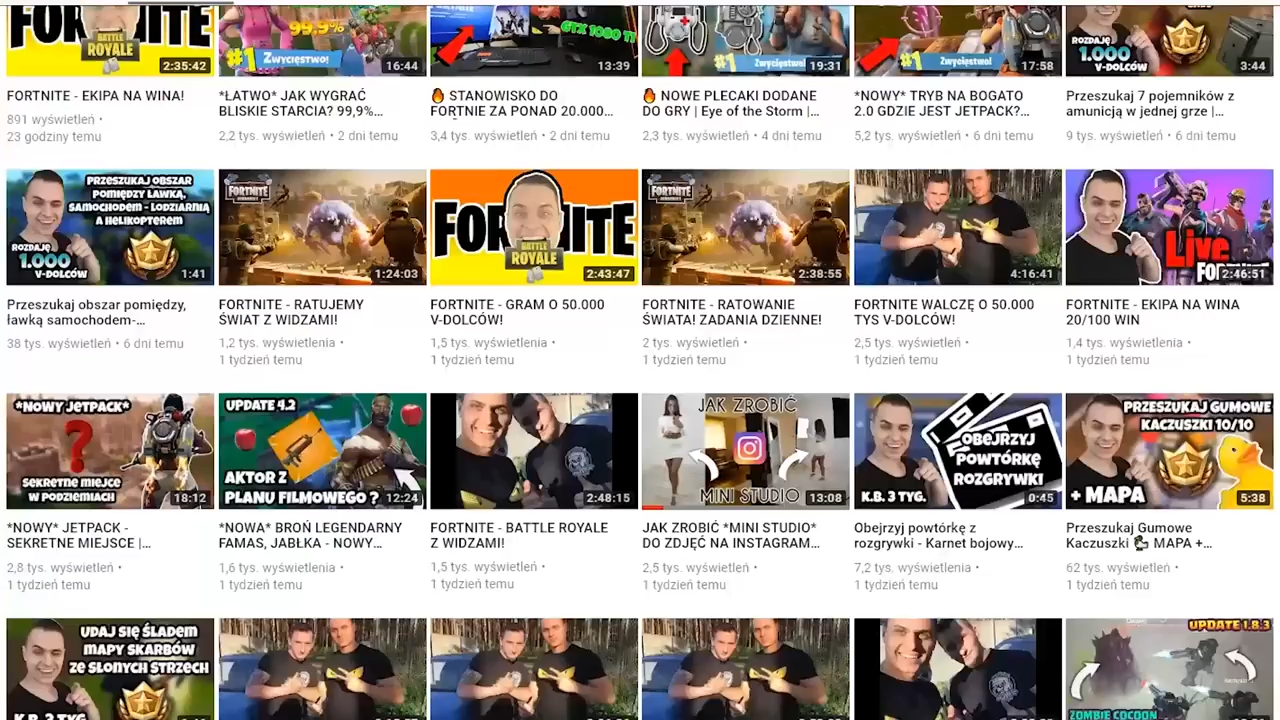 FORTNITE
BATTLE
ROYALE
2:35:42
99,9%
#1 Zwycięstwo!
16:44
GTX 1080 TI
13:39
#1 Zwycięstwo!
19:31
#1 Zwycięstwo!
17:58
ROZDAJĘ
1.000
V-DOLCÓW
3:44
FORTNITE - EKIPA NA WINA!
891 wyświetleń •
23 godziny temu
*ŁATWO* JAK WYGRAĆ
BLISKIE STARCIA? 99,9%...
2,2 tys. wyświetleń • 2 dni temu
STANOWISKO DO
FORTNIE ZA PONAD 20.000...
3,4 tys. wyświetleń • 2 dni temu
NOWE PLECAKI DODANE
DO GRY | Eye of the Storm |...
2,3 tys. wyświetleń • 4 dni temu
*NOWY* TRYB NA BOGATO
2.0 GDZIE JEST JETPACK?...
5,2 tys. wyświetleń • 6 dni temu
Przeszukaj 7 pojemników z
amunicją w jednej grze |...
9 tys. wyświetleń • 6 dni temu
PRZESZUKAJ OBSZAR
POMIĘDZY ŁAWKĄ,
SAMOCHODEM - LODZIARNIĄ
A HELIKOPTEREM
ROZDAJĘ
1.000
V-DOLCÓW
1:41
FORTNITE
1:24:03
FORTNITE
BATTLE
ROYALE
2:43:47
FORTNITE
2:38:55
4:16:41
Live
FORTNITE
2:46:51
Przeszukaj obszar pomiędzy,
ławką samochodem-...
38 tys. wyświetleń • 6 dni temu
FORTNITE - RATUJEMY
ŚWIAT Z WIDZAMI!
1,2 tys. wyświetlenia •
1 tydzień temu
FORTNITE - GRAM O 50.000
V-DOLCÓW!
1,5 tys. wyświetlenia •
1 tydzień temu
FORTNITE - RATOWANIE
ŚWIATA! ZADANIA DZIENNE!
2 tys. wyświetleń •
1 tydzień temu
FORTNITE WALCZĘ O 50.000
TYS V-DOLCÓW!
2,5 tys. wyświetleń •
1 tydzień temu
FORTNITE - EKIPA NA WINA
20/100 WIN
1,4 tys. wyświetlenia •
1 tydzień temu
*NOWY JETPACK*
?
SEKRETNE MIEJCE
W PODZIEMIACH
18:12
UPDATE 4.2
AKTOR Z
PLANU FILMOWEGO ?
12:24
2:48:15
JAK ZROBIĆ
MINI STUDIO
13:08
OBEJRZYJ
POWTÓRKĘ
ROZGRYWKI
K.B. 3 TYG.
0:45
PRZESZUKAJ GUMOWE
KACZUSZKI 10/10
+ MAPA
5:38
*NOWY* JETPACK -
SEKRETNE MIEJSCE |...
2,8 tys. wyświetleń •
1 tydzień temu
*NOWA* BROŃ LEGENDARNY
FAMAS, JABŁKA - NOWY...
1,6 tys. wyświetlenia •
1 tydzień temu
FORTNITE - BATTLE ROYALE
Z WIDZAMI!
1,5 tys. wyświetleń •
1 tydzień temu
JAK ZROBIĆ *MINI STUDIO*
DO ZDJĘĆ NA INSTAGRAM...
2,5 tys. wyświetleń •
1 tydzień temu
Obejrzyj powtórkę z
rozgrywki - Karnet bojowy...
7,2 tys. wyświetlenia •
1 tydzień temu
Przeszukaj Gumowe
Kaczuszki MAPA +...
62 tys. wyświetleń •
1 tydzień temu
UDAJ SIĘ ŚLADEM
MAPY SKARBÓW
ZE SŁONYCH STRZECH
K.B. 3 TYG.
UPDATE 1.8.3
ZOMBIE COCOON